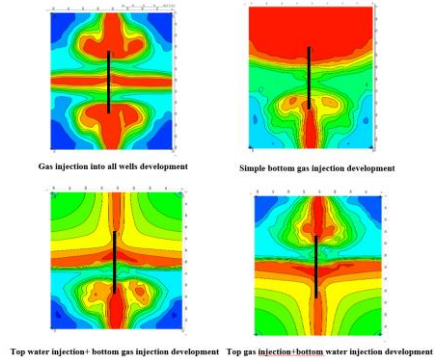 Gas injection into all wells development
Simple bottom gas injection development
Top water injection+ bottom gas injection development
Top gas injection+bottom water injection development